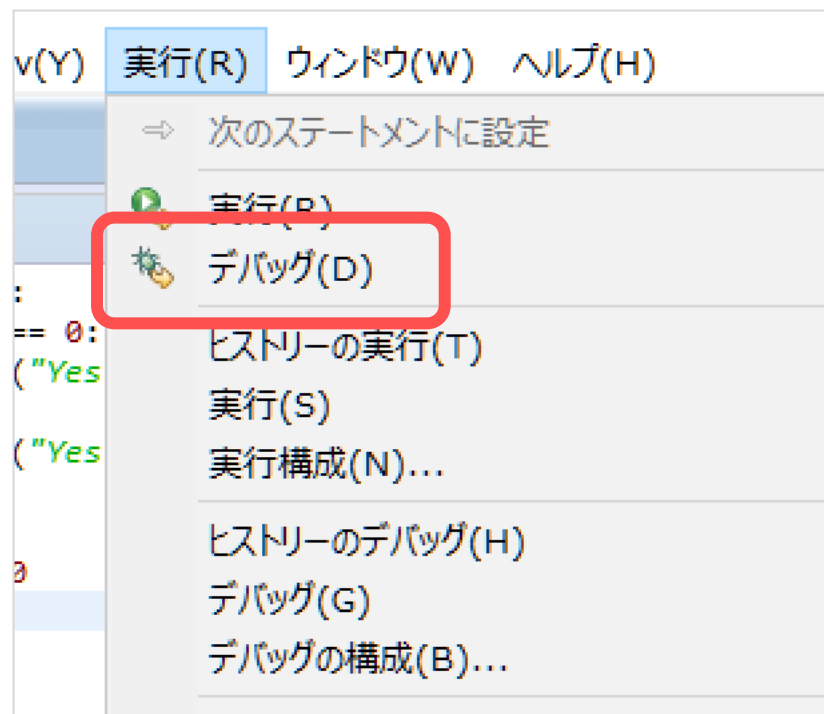 v(Y) 実行(R) ウィンドウ(W) ヘルプ(H)
次のステートメントに設定
実行(R)
デバッグ(D)
:
== 0:
ヒストリーの実行(T)
("Yes
実行(S)
("Yes
実行構成(N)...
ヒストリーのデバッグ(H)
0
デバッグ(G)
デバッグの構成(B)...